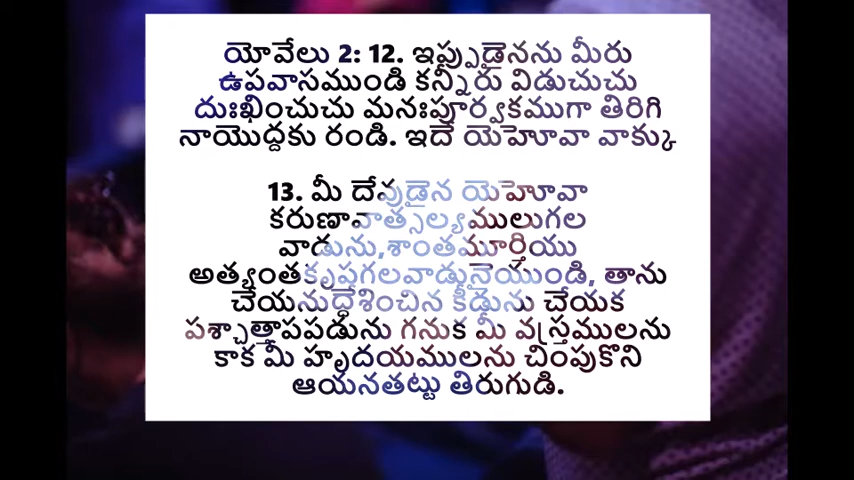 యోవేలు 2: 12. ఇప్పుడైనను మీరు
ఉపవాసముండి కన్నీరు విడుచుచు
దుఃఖించుచు మనఃపూర్వకముగా తిరిగి
నాయొద్దకు రండి. ఇదే యెహెూవా వాక్కు
13. మీ దేవుడైన యెహెూవా
కరుణావాత్సల్యములుగల
వాడును,శాంతమూర్తియు
అత్యంతకృపగలవాడునైయుండి, తాను
చేయనుద్దేశించిన కీడును చేయక
పశ్చాత్తాపపడును గనుక మీ వస్త్రములను
కాక మీ హృదయములను చింపుకొని
ఆయనతట్టు తిరుగుడి.